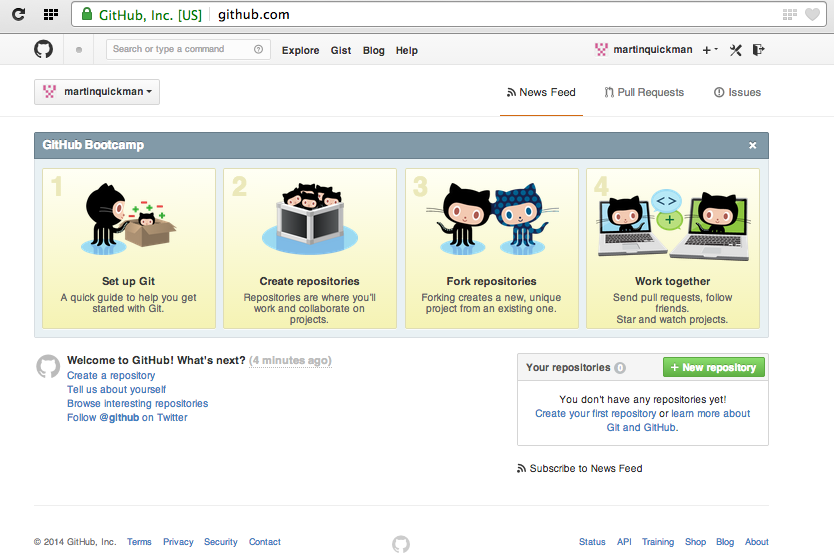 GitHub, Inc. [US] github.com
Search or type a command Explore Gist Blog Help martinquickman
martinquickman News Feed Pull Requests Issues
GitHub Bootcamp
1 2 3 4
Set up Git
A quick guide to help you get
started with Git.
Create repositories
Repositories are where you'll
work and collaborate on
projects.
Fork repositories
Forking creates a new, unique
project from an existing one.
Work together
Send pull requests, follow
friends.
Star and watch projects.
Welcome to GitHub! What's next? (4 minutes ago)
Create a repository
Tell us about yourself
Browse interesting repositories
Follow @github on Twitter
Your repositories 0 + New repository
You don't have any repositories yet!
Create your first repository or learn more about
Git and GitHub.
Subscribe to News Feed
© 2014 GitHub, Inc. Terms Privacy Security Contact Status API Training Shop Blog About